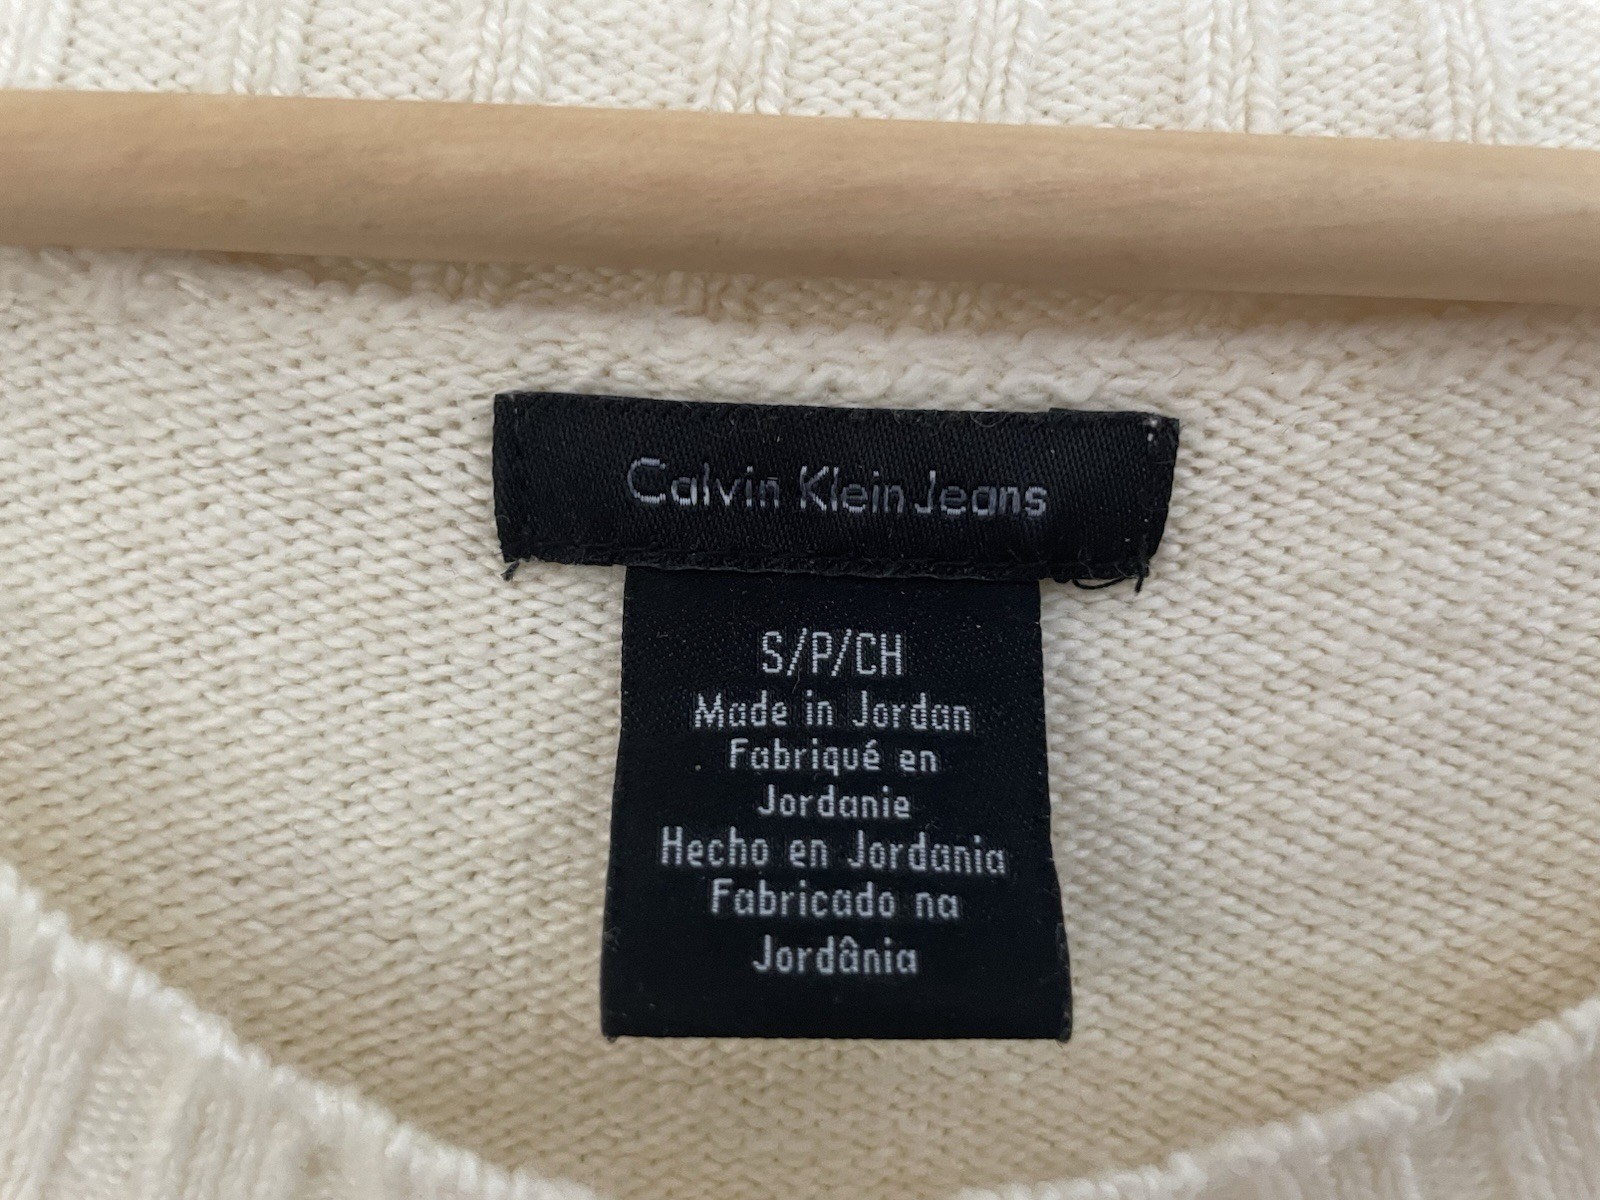 Calvin Klein Jeans
S/P/CH
Made in Jordan
Fabriqué en
Jordanie
Hecho en Jordania
Fabricado na
Jordânia